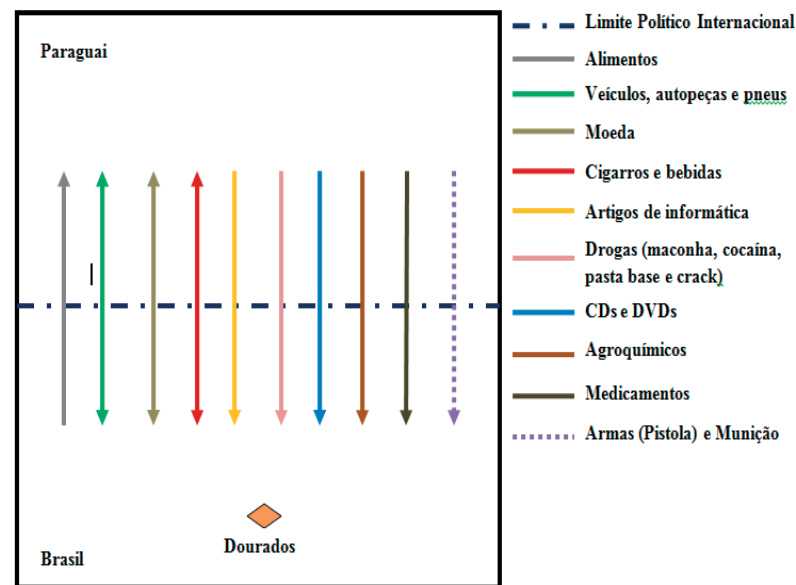 Paraguai
Brasil
Dourados
Limite Político Internacional
Alimentos
Veículos, autopeças e pneus
Moeda
Cigarros e bebidas
Artigos de informática
Drogas (maconha, cocaína,
pasta base e crack)
CDs e DVDs
Agroquímicos
Medicamentos
Armas (Pistola) e Munição